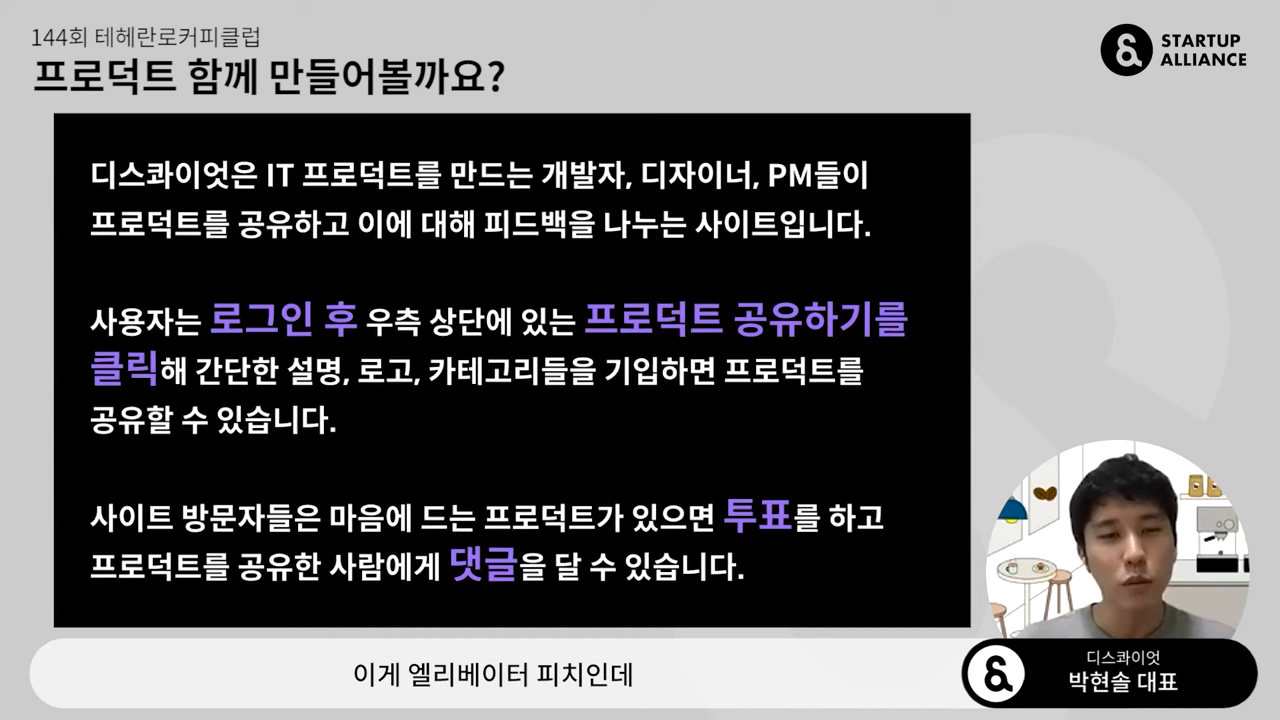 144회 테헤란로커피클럽
프로덕트 함께 만들어볼까요?
STARTUP
ALLIANCE
디스콰이엇은 IT 프로덕트를 만드는 개발자, 디자이너, PM들이
프로덕트를 공유하고 이에 대해 피드백을 나누는 사이트입니다.
사용자는 로그인 후 우측 상단에 있는 프로덕트 공유하기를
클릭해 간단한 설명, 로고, 카테고리들을 기입하면 프로덕트를
공유할 수 있습니다.
사이트 방문자들은 마음에 드는 프로덕트가 있으면 투표를 하고
프로덕트를 공유한 사람에게 댓글을 달 수 있습니다.
이게 엘리베이터 피치인데
디스콰이엇
박현솔 대표